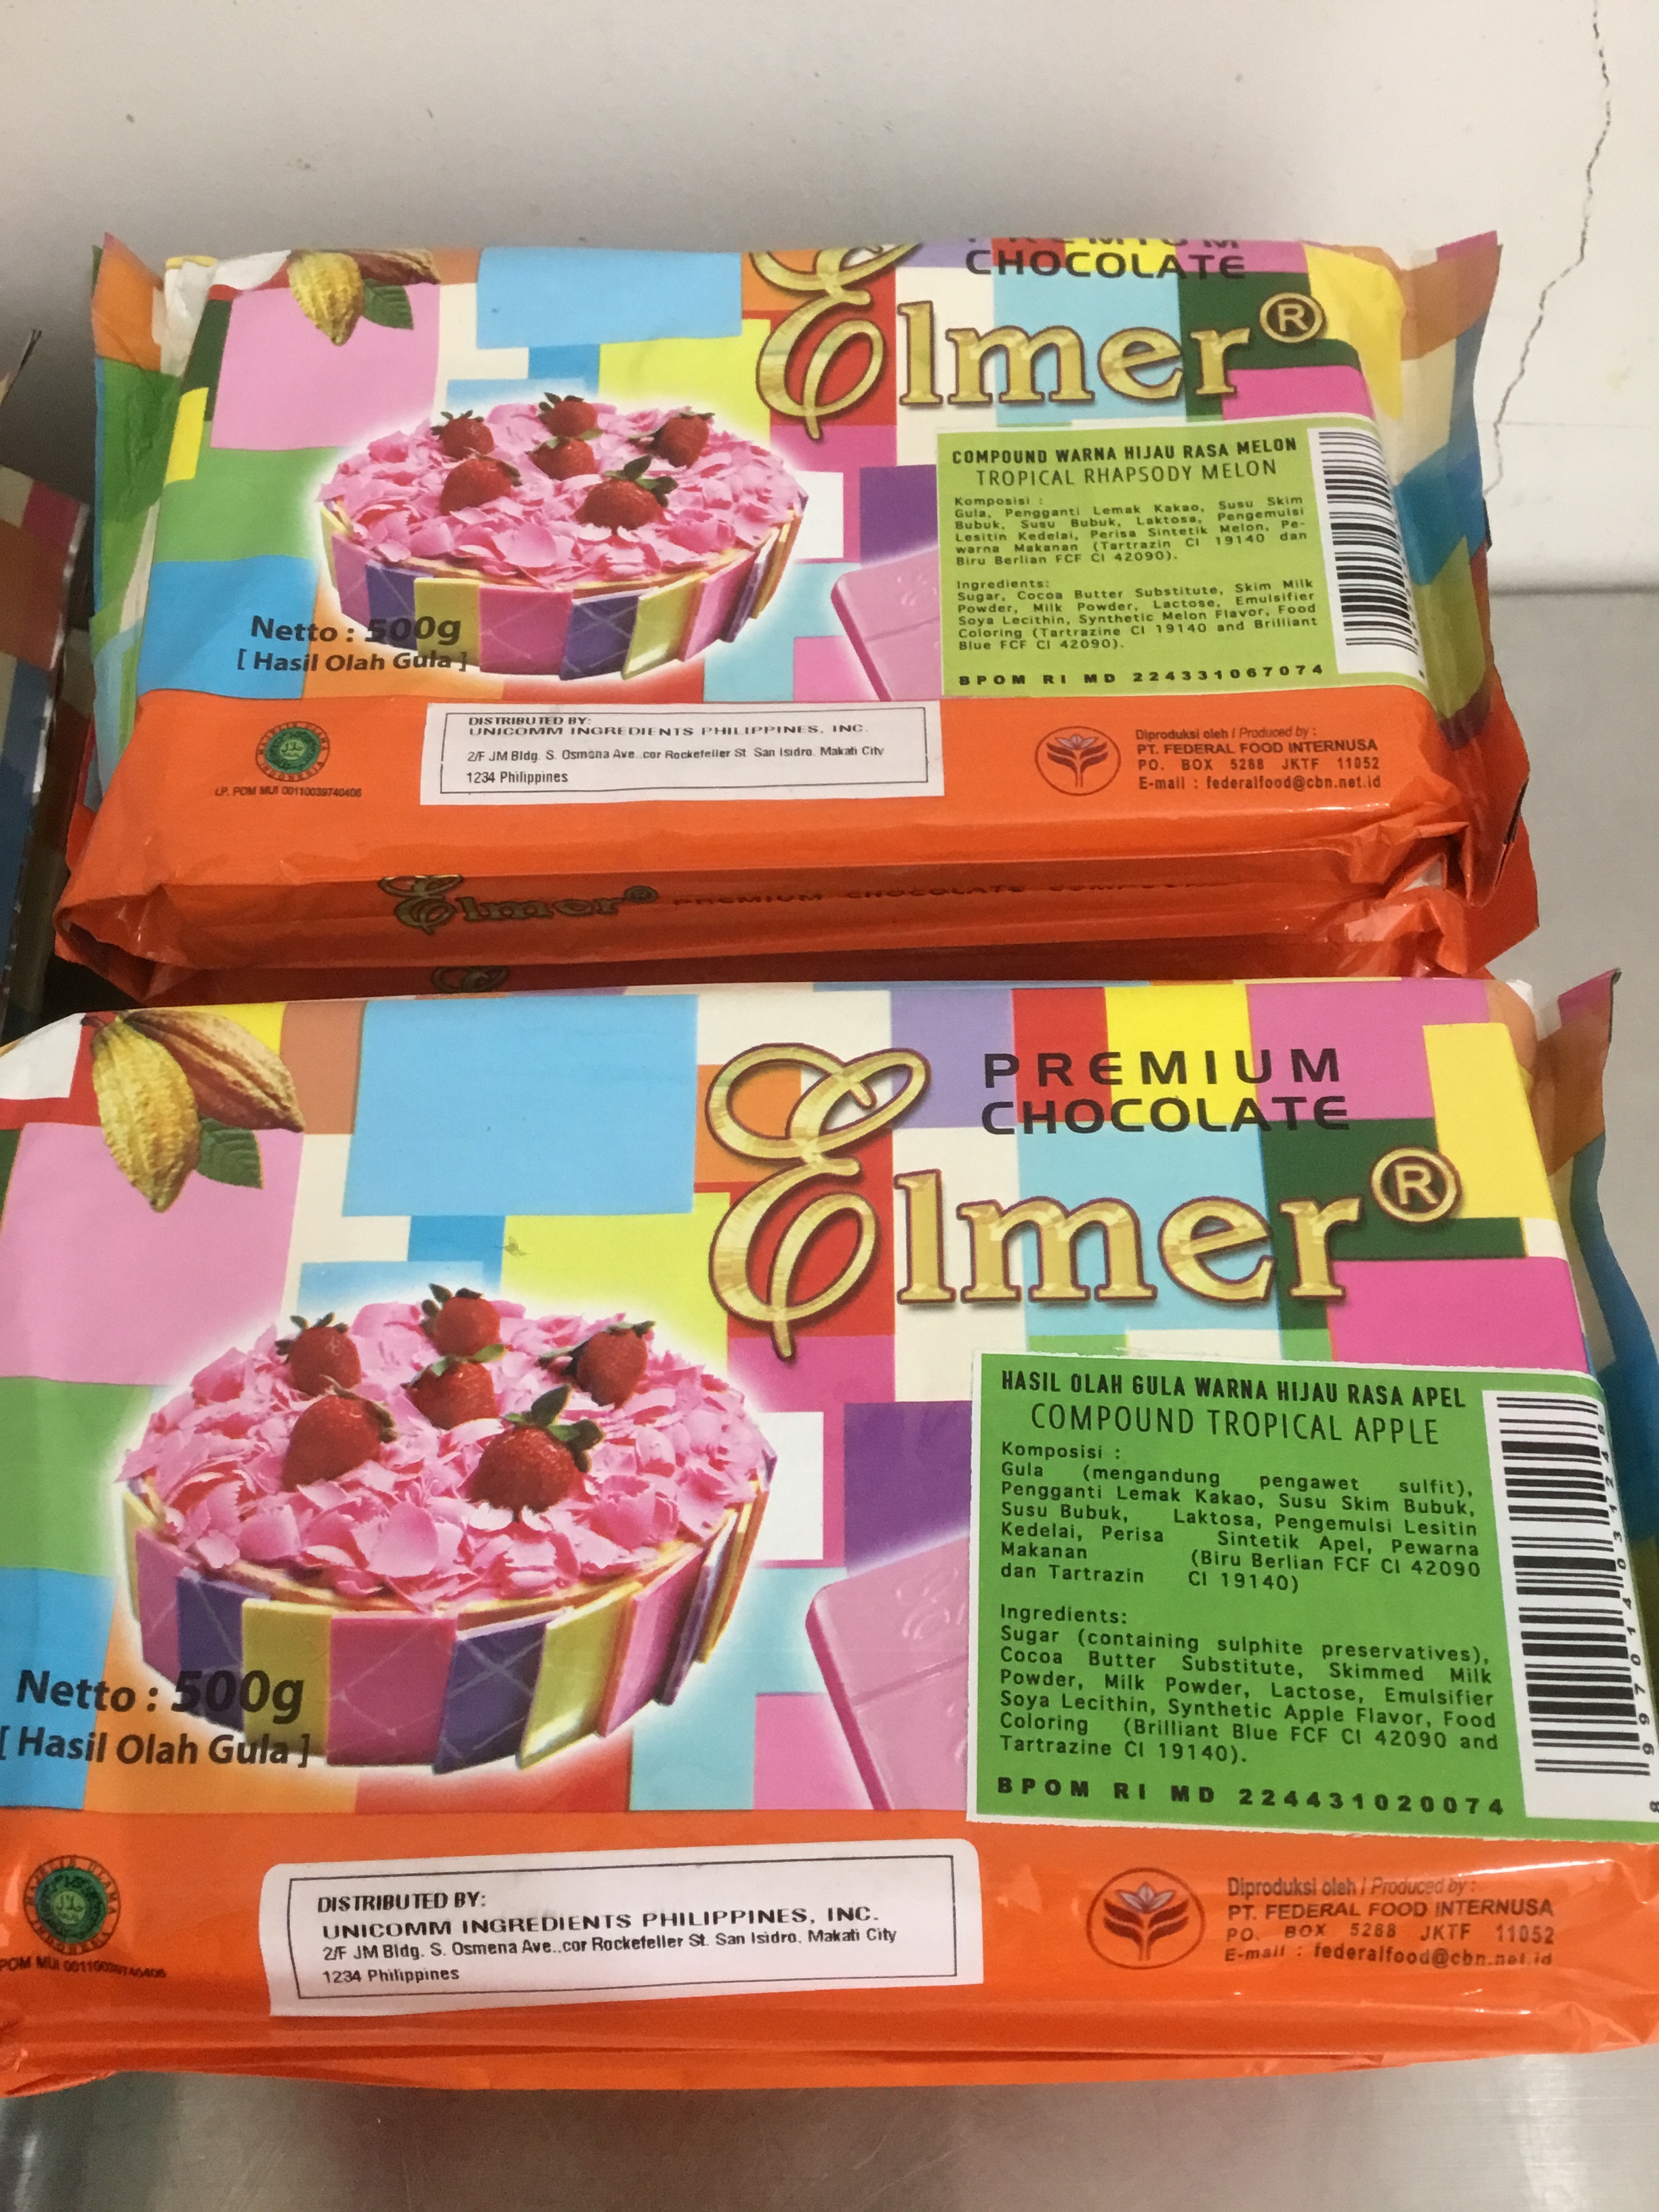 PREMIUM
CHOCOLATE
Elmer®
COMPOUND WARNA HIJAU RASA MELON
TROPICAL RHAPSODY MELON
Komposisi :
Gula, Pengganti Lemak Kakao, Susu Skim
Bubuk, Susu Bubuk, Laktosa, Pengemulsi
Lesitin Kedelai, Perisa Sintetik Melon, Pe-
warna Makanan (Tartrazin CI 19140 dan
Biru Berlian FCF CI 42090).
Ingredients:
Sugar, Cocoa Butter Substitute, Skim Milk
Powder, Milk Powder, Lactose, Emulsifier
Soya Lecithin, Synthetic Melon Flavor, Food
Coloring (Tartrazine CI 19140 and Brilliant
Blue FCF CI 42090).
BPOM RI MD 224331067074
Netto : 500g
[ Hasil Olah Gula ]
LP. POM MUI 00110039740406
DISTRIBUTED BY:
UNICOMM INGREDIENTS PHILIPPINES, INC.
2/F JM Bldg. S. Osmena Ave..cor Rockefeller St. San Isidro, Makati City
1234 Philippines
Diproduksi oleh / Produced by :
PT. FEDERAL FOOD INTERNUSA
PO. BOX 5288 JKTF 11052
E-mail : federalfood@cbn.net.id
Elmer® PREMIUM CHOCOLATE
PREMIUM
CHOCOLATE
Elmer®
HASIL OLAH GULA WARNA HIJAU RASA APEL
COMPOUND TROPICAL APPLE
Komposisi :
Gula (mengandung pengawet sulfit),
Pengganti Lemak Kakao, Susu Skim Bubuk,
Susu Bubuk, Laktosa, Pengemulsi Lesitin
Kedelai, Perisa Sintetik Apel, Pewarna
Makanan (Biru Berlian FCF CI 42090
dan Tartrazin CI 19140)
Ingredients:
Sugar (containing sulphite preservatives),
Cocoa Butter Substitute, Skimmed Milk
Powder, Milk Powder, Lactose, Emulsifier
Soya Lecithin, Synthetic Apple Flavor, Food
Coloring (Brilliant Blue FCF CI 42090 and
Tartrazine CI 19140).
BPOM RI MD 224431020074
Netto : 500g
[ Hasil Olah Gula ]
POM MUI 00110039740406
DISTRIBUTED BY:
UNICOMM INGREDIENTS PHILIPPINES, INC.
2/F JM Bldg. S. Osmena Ave..cor Rockefeller St. San Isidro, Makati City
1234 Philippines
Diproduksi oleh / Produced by :
PT. FEDERAL FOOD INTERNUSA
PO. BOX 5288 JKTF 11052
E-mail : federalfood@cbn.net.id